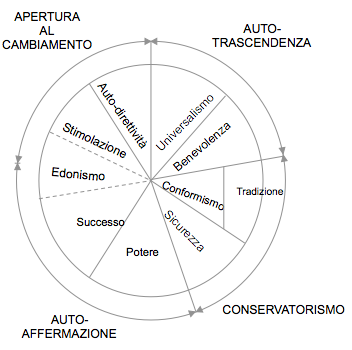 APERTURA
AL
CAMBIAMENTO
AUTO-
TRASCENDENZA
Auto-direttività
Universalismo
Stimolazione
Benevolenza
Edonismo
Conformismo
Tradizione
Successo
Sicurezza
Potere
CONSERVATORISMO
AUTO-
AFFERMAZIONE